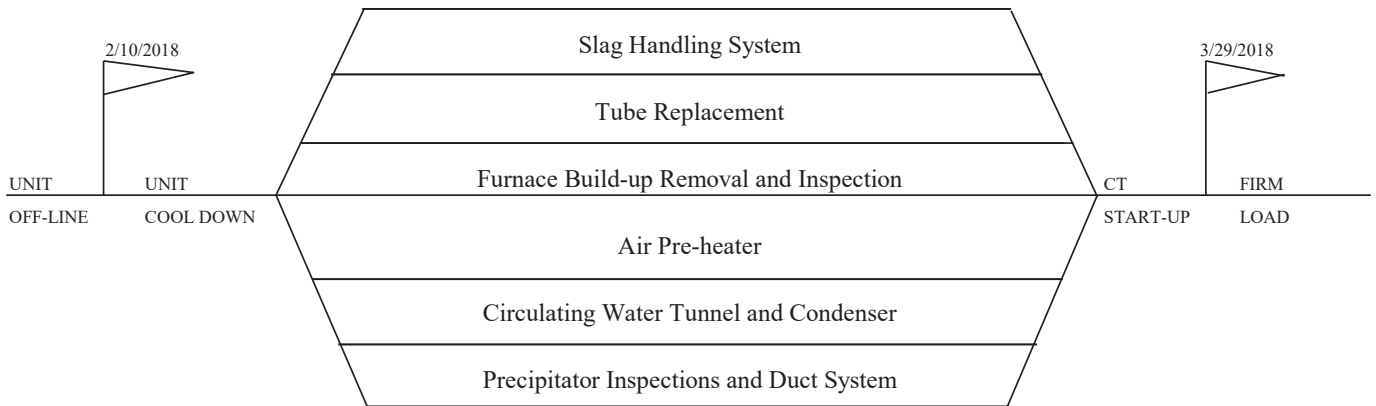 Slag Handling System
2/10/2018
3/29/2018
Tube Replacement
UNIT UNIT Furnace Build-up Removal and Inspection CT FIRM
OFF-LINE COOL DOWN START-UP LOAD
Air Pre-heater
Circulating Water Tunnel and Condenser
Precipitator Inspections and Duct System